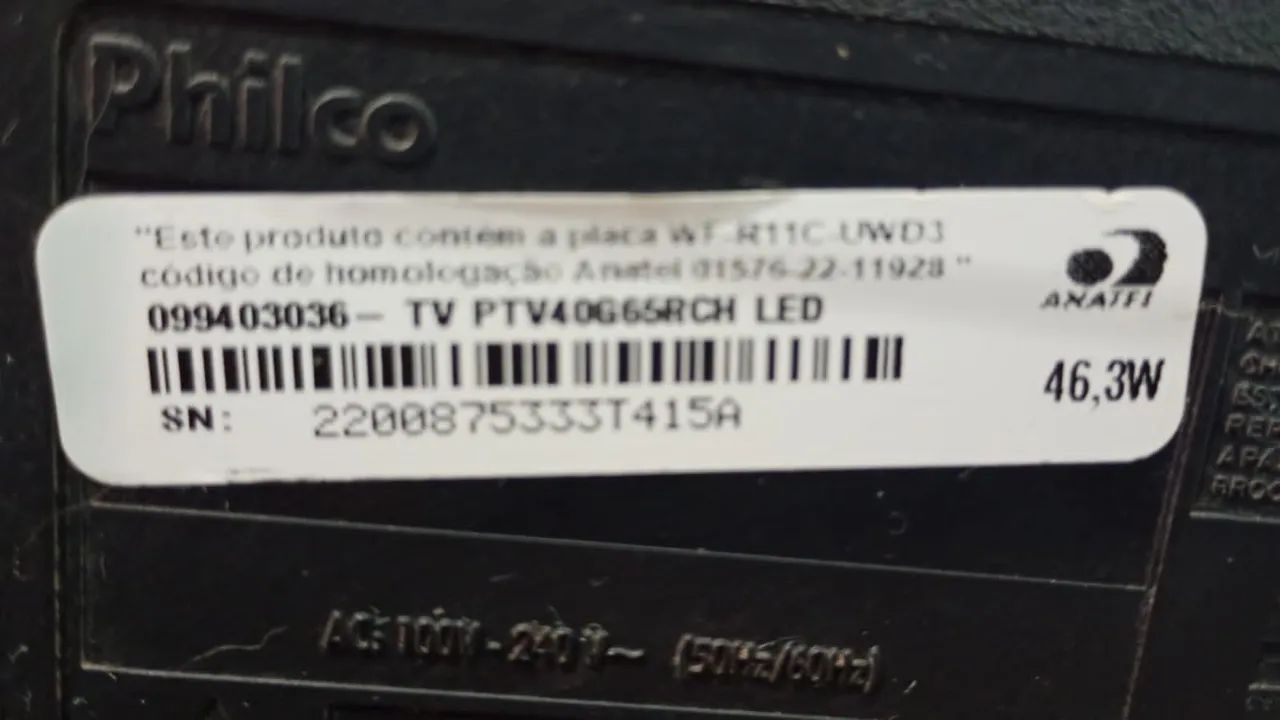 Philco
"Este produto contém a placa WF-R11C-UWD3
código de homologação Anatel 01576-22-11928"
ANATEL
099403036- TV PTV40G65RCH LED
46,3W
SN: 2200875333T415A
AC: 100V - 240V~ (50Hz/60Hz)